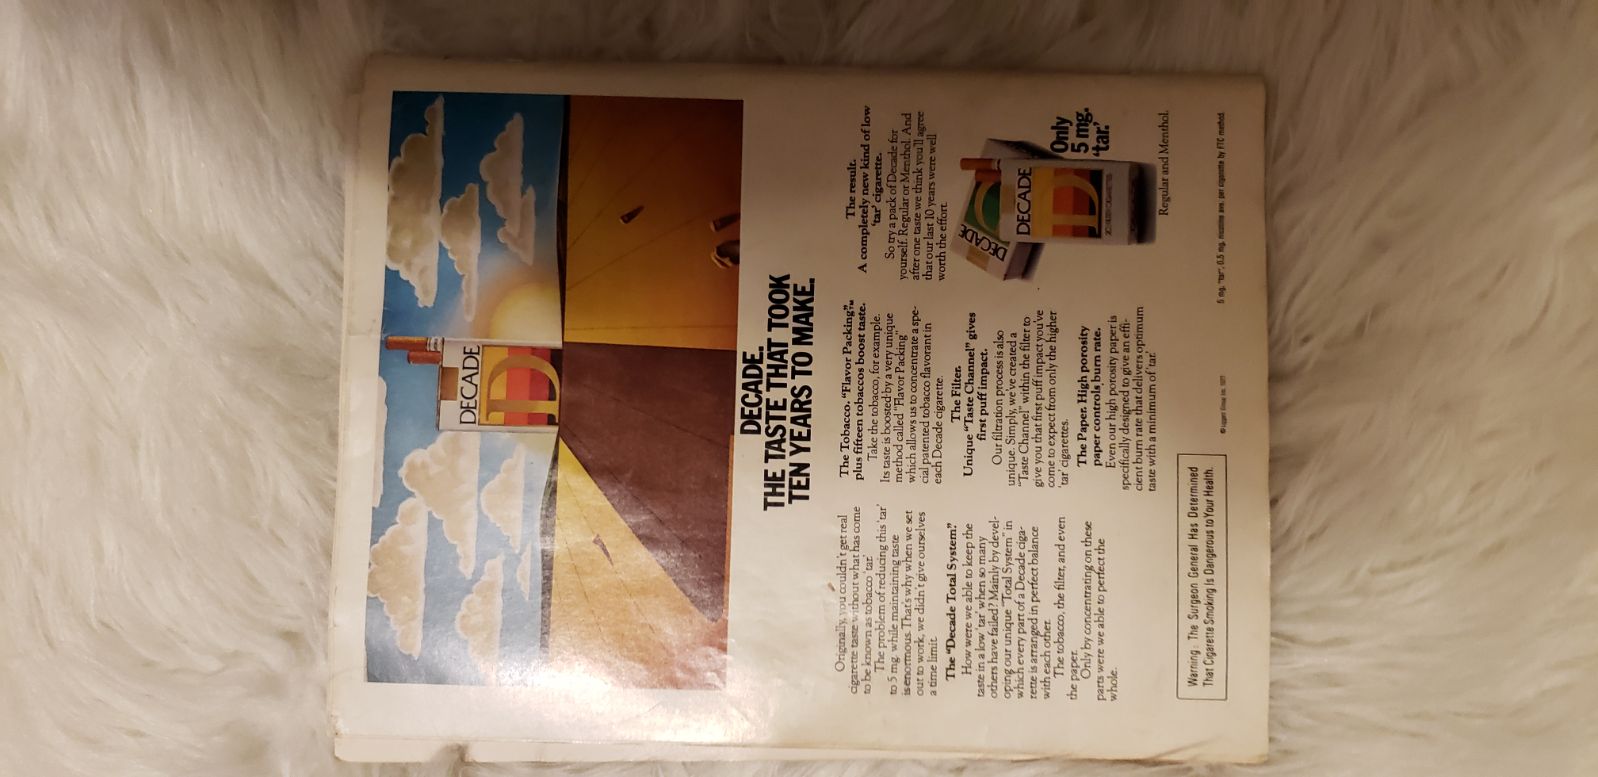 DECADE
D
DECADE.
THE TASTE THAT TOOK
TEN YEARS TO MAKE.
Originally, you couldn't get real
cigarette taste without what has come
to be known as tobacco 'tar.'
The problem of reducing this 'tar'
to 5 mg. while maintaining taste
is enormous. That's why when we set
out to work, we didn't give ourselves
a time limit.
The "Decade Total System."
How were we able to keep the
taste in a low 'tar' when so many
others have failed? Mainly by devel-
oping our unique "Total System" in
which every part of a Decade ciga-
rette is arranged in perfect balance
with each other.
The tobacco, the filter, and even
the paper.
Only by concentrating on these
parts were we able to perfect the
whole.
The Tobacco. "Flavor Packing"™
plus fifteen tobaccos boost taste.
Take the tobacco, for example.
Its taste is boosted by a very unique
method called "Flavor Packing"
which allows us to concentrate a spe-
cial patented tobacco flavorant in
each Decade cigarette.
The Filter.
Unique "Taste Channel" gives
first puff impact.
Our filtration process is also
unique. Simply, we've created a
"Taste Channel" within the filter to
give you that first puff impact you've
come to expect from only the higher
'tar' cigarettes.
The Paper. High porosity
paper controls burn rate.
Even our high porosity paper is
specifically designed to give an effi-
cient burn rate that delivers optimum
taste with a minimum of 'tar.'
The result.
A completely new kind of low
'tar' cigarette.
So try a pack of Decade for
yourself. Regular or Menthol. And
after one taste we think you'll agree
that our last 10 years were well
worth the effort.
DECADE
DECADE
D
Only
5 mg.
'tar.'
Regular and Menthol.
Warning: The Surgeon General Has Determined
That Cigarette Smoking Is Dangerous to Your Health.
5 mg. "tar", 0.5 mg. nicotine av. per cigarette by FTC method.